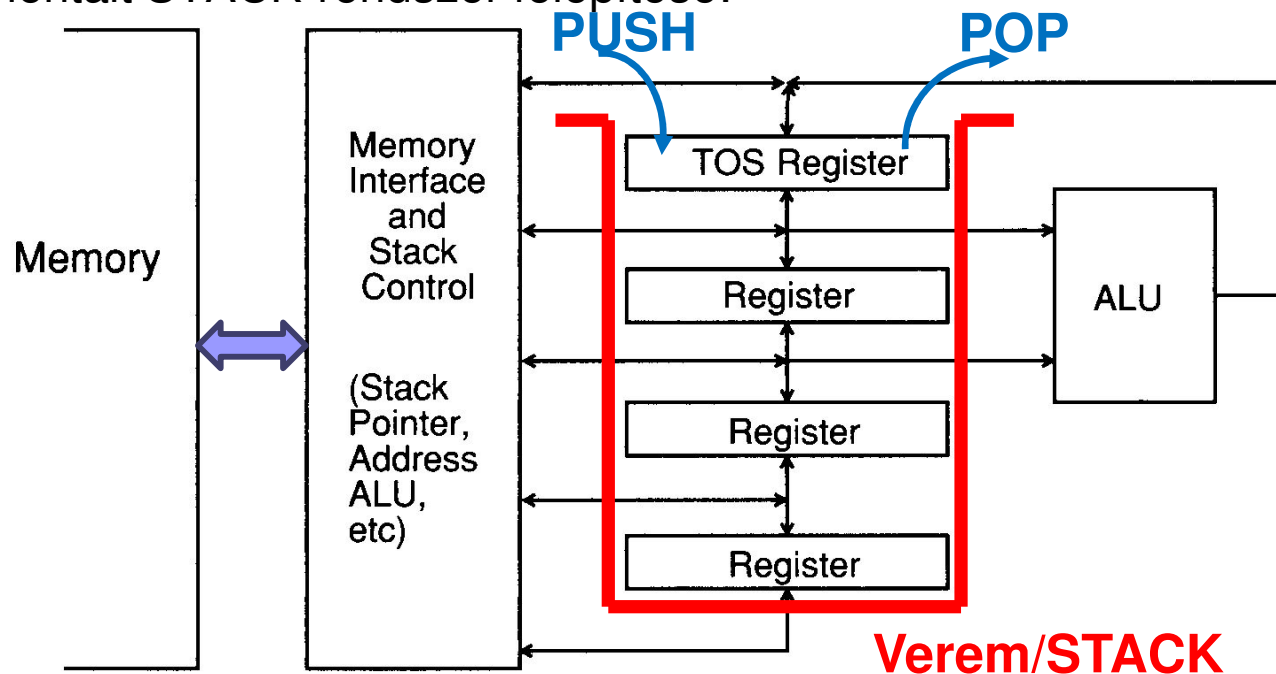 STACK
PUSH
POP
Memory
Memory
Interface
and
Stack
Control
(Stack
Pointer,
Address
ALU,
etc)
TOS Register
Register
Register
Register
ALU
Verem/STACK